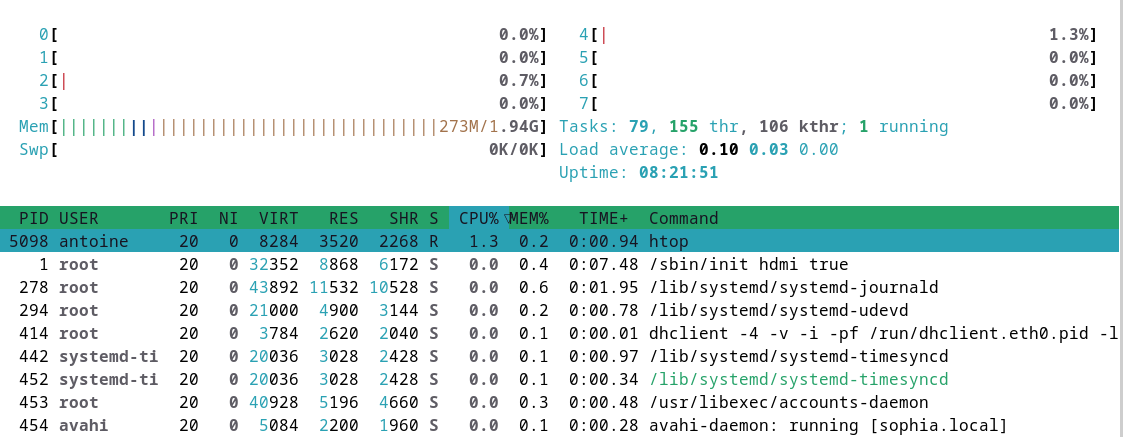 0[ 0.0%] 4[| 1.3%]
1[ 0.0%] 5[ 0.0%]
2[| 0.7%] 6[ 0.0%]
3[ 0.0%] 7[ 0.0%]
Mem[||||||||||||||||||||||||||||||||||||||273M/1.94G] Tasks: 79, 155 thr, 106 kthr; 1 running
Swp[ 0K/0K] Load average: 0.10 0.03 0.00
Uptime: 08:21:51
PID USER PRI NI VIRT RES SHR S CPU%▽MEM% TIME+ Command
5098 antoine 20 0 8284 3520 2268 R 1.3 0.2 0:00.94 htop
1 root 20 0 32352 8868 6172 S 0.0 0.4 0:07.48 /sbin/init hdmi true
278 root 20 0 43892 11532 10528 S 0.0 0.6 0:01.95 /lib/systemd/systemd-journald
294 root 20 0 21000 4900 3144 S 0.0 0.2 0:00.78 /lib/systemd/systemd-udevd
414 root 20 0 3784 2620 2040 S 0.0 0.1 0:00.01 dhclient -4 -v -i -pf /run/dhclient.eth0.pid -l
442 systemd-ti 20 0 20036 3028 2428 S 0.0 0.1 0:00.97 /lib/systemd/systemd-timesyncd
452 systemd-ti 20 0 20036 3028 2428 S 0.0 0.1 0:00.34 /lib/systemd/systemd-timesyncd
453 root 20 0 40928 5196 4660 S 0.0 0.3 0:00.48 /usr/libexec/accounts-daemon
454 avahi 20 0 5084 2200 1960 S 0.0 0.1 0:00.28 avahi-daemon: running [sophia.local]